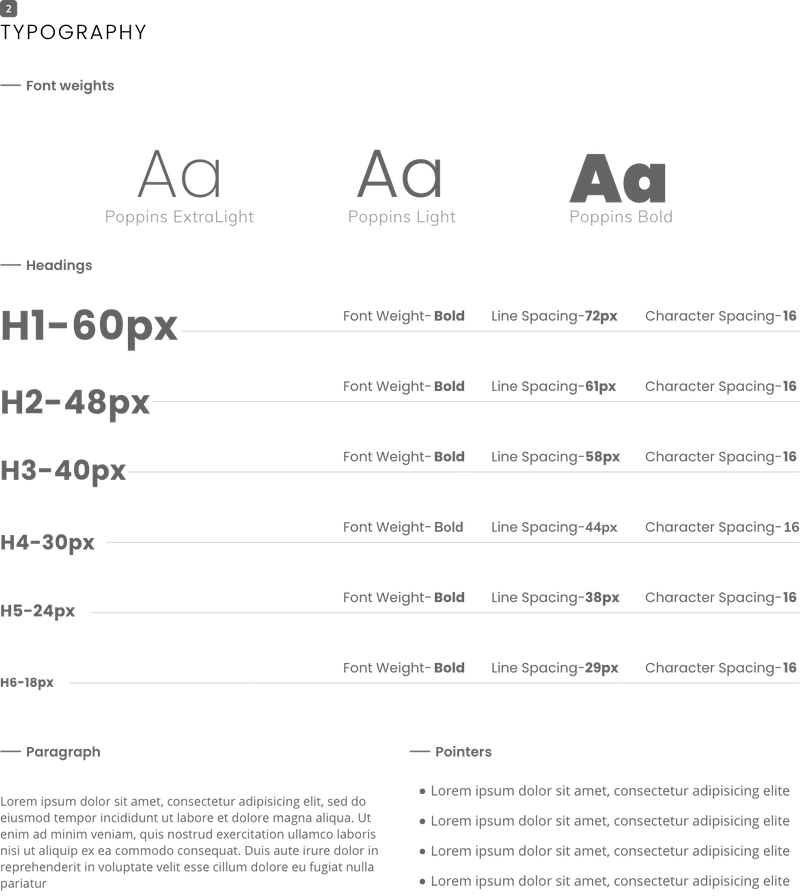 2
TYPOGRAPHY
Font weights
Aa Aa Aa
Poppins ExtraLight Poppins Light Poppins Bold
Headings
H1-60px Font Weight- Bold Line Spacing-72px Character Spacing-16
H2-48px Font Weight- Bold Line Spacing-61px Character Spacing-16
H3-40px Font Weight- Bold Line Spacing-58px Character Spacing-16
H4-30px Font Weight- Bold Line Spacing-44px Character Spacing-16
H5-24px Font Weight- Bold Line Spacing-38px Character Spacing-16
H6-18px Font Weight- Bold Line Spacing-29px Character Spacing-16
Paragraph
Lorem ipsum dolor sit amet, consectetur adipisicing elit, sed do
eiusmod tempor incididunt ut labore et dolore magna aliqua. Ut
enim ad minim veniam, quis nostrud exercitation ullamco laboris
nisi ut aliquip ex ea commodo consequat. Duis aute irure dolor in
reprehenderit in voluptate velit esse cillum dolore eu fugiat nulla
pariatur
Pointers
• Lorem ipsum dolor sit amet, consectetur adipisicing elite
• Lorem ipsum dolor sit amet, consectetur adipisicing elite
• Lorem ipsum dolor sit amet, consectetur adipisicing elite
• Lorem ipsum dolor sit amet, consectetur adipisicing elite